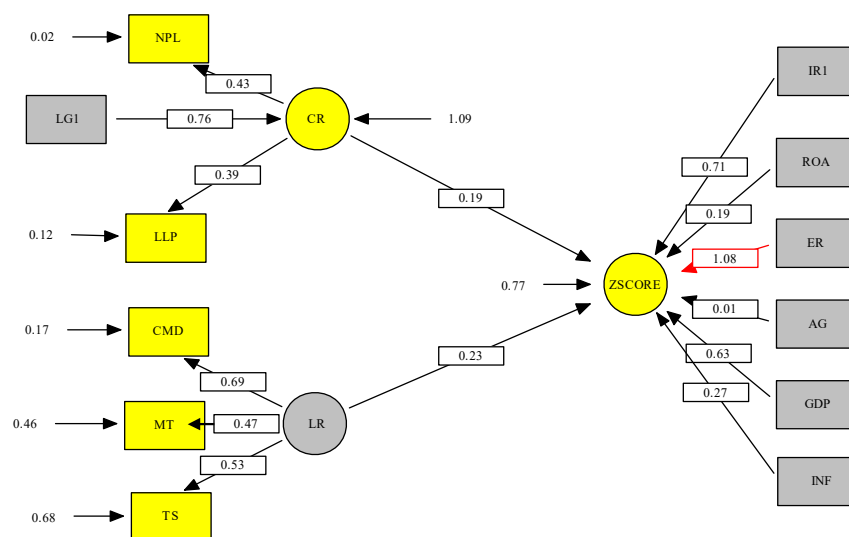 0.02
NPL
0.43
IR1
LG1
0.76
CR
1.09
0.39
0.71
ROA
0.19
0.19
0.12
LLP
ER
1.08
0.77
ZSCORE
0.17
CMD
0.01
AG
0.23
0.63
0.69
0.27
GDP
0.46
MT
0.47
LR
0.53
INF
0.68
TS